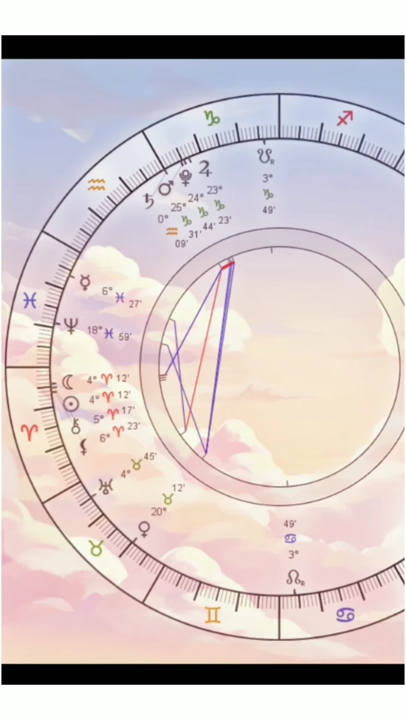 ♑ ♐
♒
♄ ♂ ♇ ♃
☋R
0° 25° 24° 23°
♒ ♑ ♑ ♑
09' 31' 44' 23'
3°
♑
49'
☿ 6° ♓ 27'
♓
♆ 18° ♓ 59'
☾ 4° ♈ 12'
☉ 4° ♈ 12'
⚷ 5° ♈ 17'
⚸ 6° ♈ 23'
♈
♅ 4° ♉ 45'
♀ 20° ♉ 12'
♉
49'
♋
3°
☊R
♊ ♋